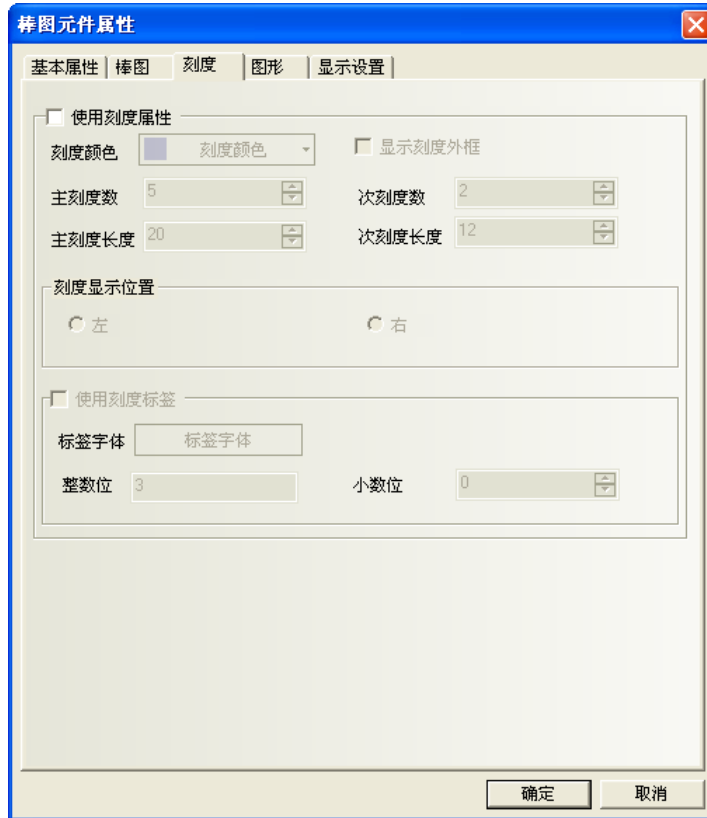 棒图元件属性
基本属性 棒图 刻度 图形 显示设置
使用刻度属性
刻度颜色 刻度颜色 显示刻度外框
主刻度数 5 次刻度数 2
主刻度长度 20 次刻度长度 12
刻度显示位置
左 右
使用刻度标签
标签字体 标签字体
整数位 3 小数位 0
确定 取消